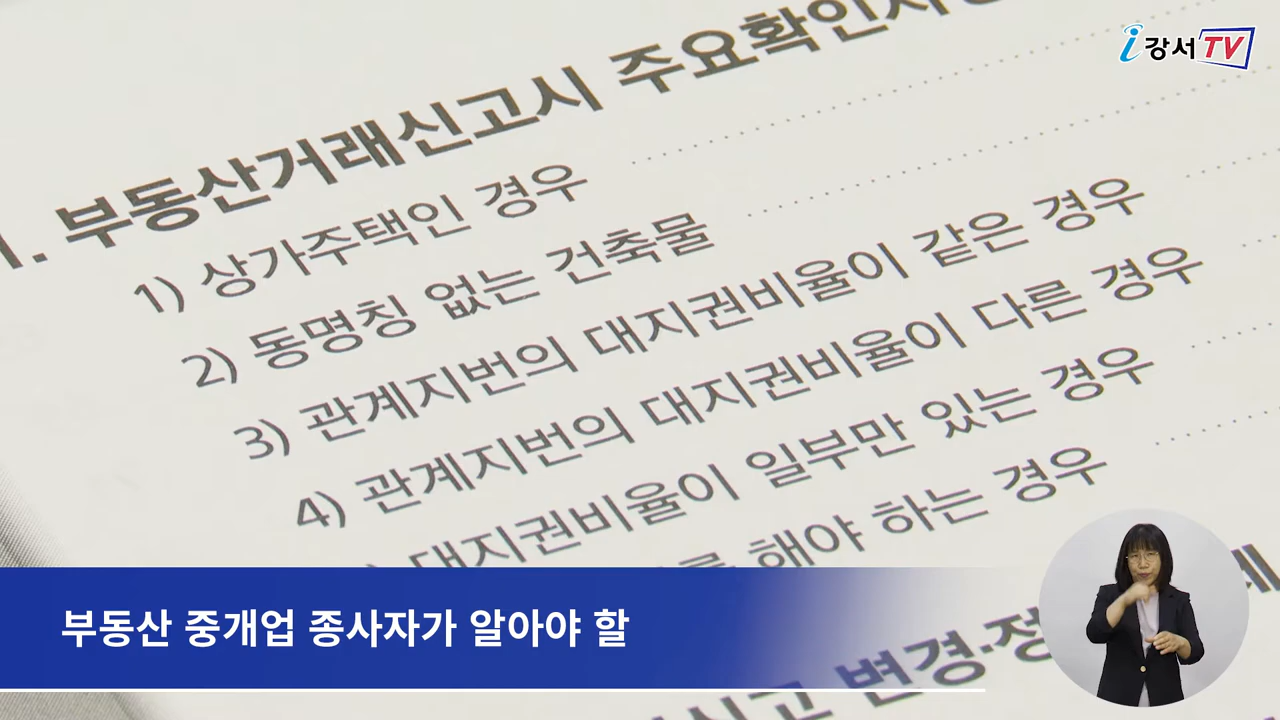 i강서TV
1. 부동산거래신고시 주요확인사항
1) 상가주택인 경우
2) 동명칭 없는 건축물
3) 관계지번의 대지권비율이 같은 경우
4) 관계지번의 대지권비율이 다른 경우
대지권비율이 일부만 있는 경우
해야 하는 경우
변경·정
부동산 중개업 종사자가 알아야 할